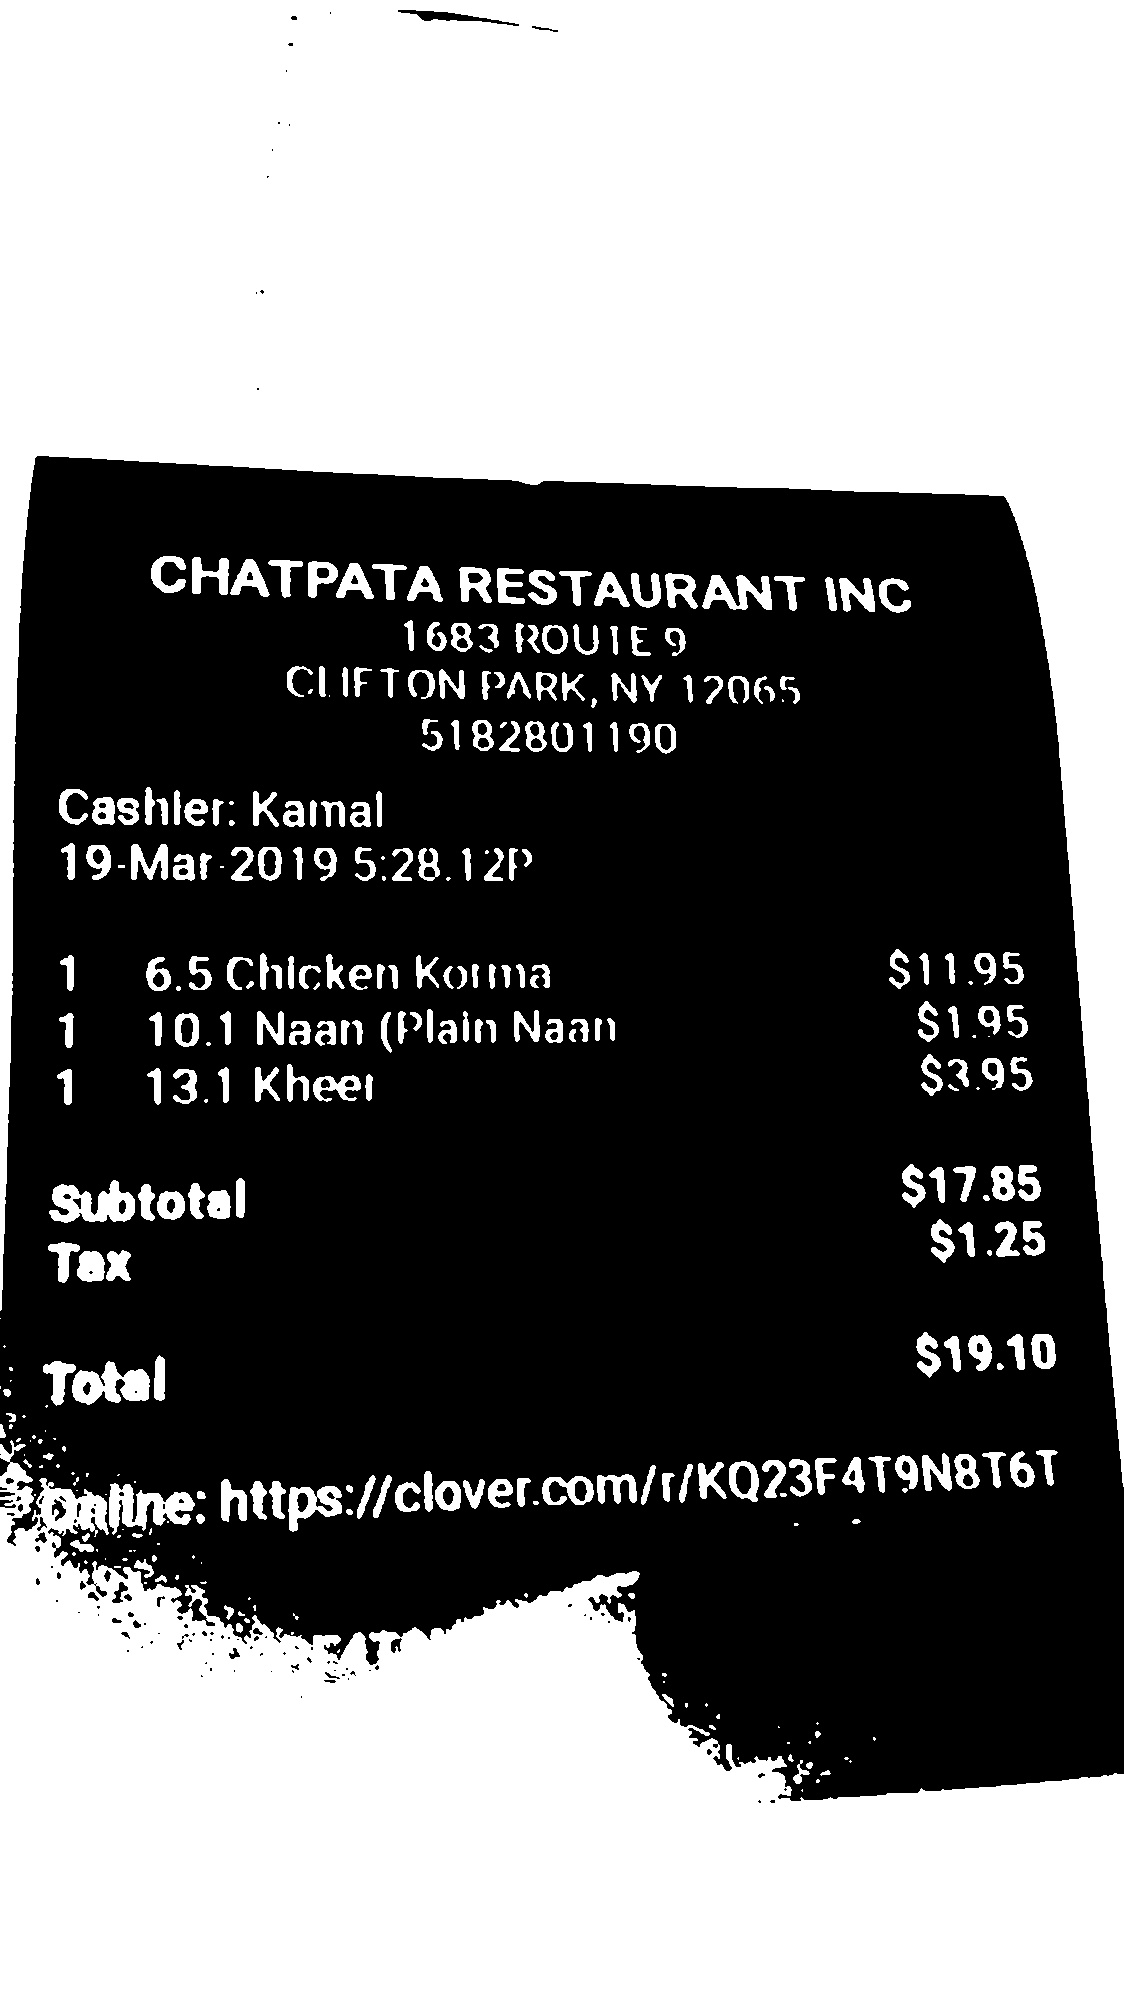 CHATPATA RESTAURANT INC
1683 ROUTE 9
CLIFTON PARK, NY 12065
5182801190
Cashier: Kamal
19-Mar-2019 5:28:12P
1 6.5 Chicken Korma $11.95
1 10.1 Naan (Plain Naan $1.95
1 13.1 Kheer $3.95
Subtotal $17.85
Tax $1.25
Total $19.10
Online: https://clover.com/r/KQ23F4T9N8T6T